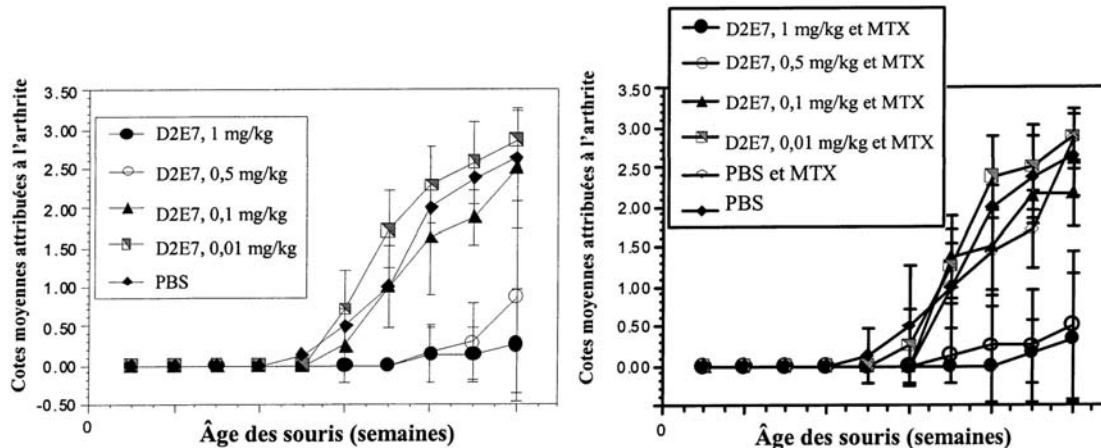 Cotes moyennes attribuées à l'arthrite
3.50
3.00
2.50
2.00
1.50
1.00
0.50
0.00
-0.50
D2E7, 1 mg/kg
D2E7, 0,5 mg/kg
D2E7, 0,1 mg/kg
D2E7, 0,01 mg/kg
PBS
0
Âge des souris (semaines)
D2E7, 1 mg/kg et MTX
D2E7, 0,5 mg/kg et MTX
D2E7, 0,1 mg/kg et MTX
D2E7, 0,01 mg/kg et MTX
PBS et MTX
PBS
Cotes moyennes attribuées à l'arthrite
3.50
3.00
2.50
2.00
1.50
1.00
0.50
0.00
0
Âge des souris (semaines)